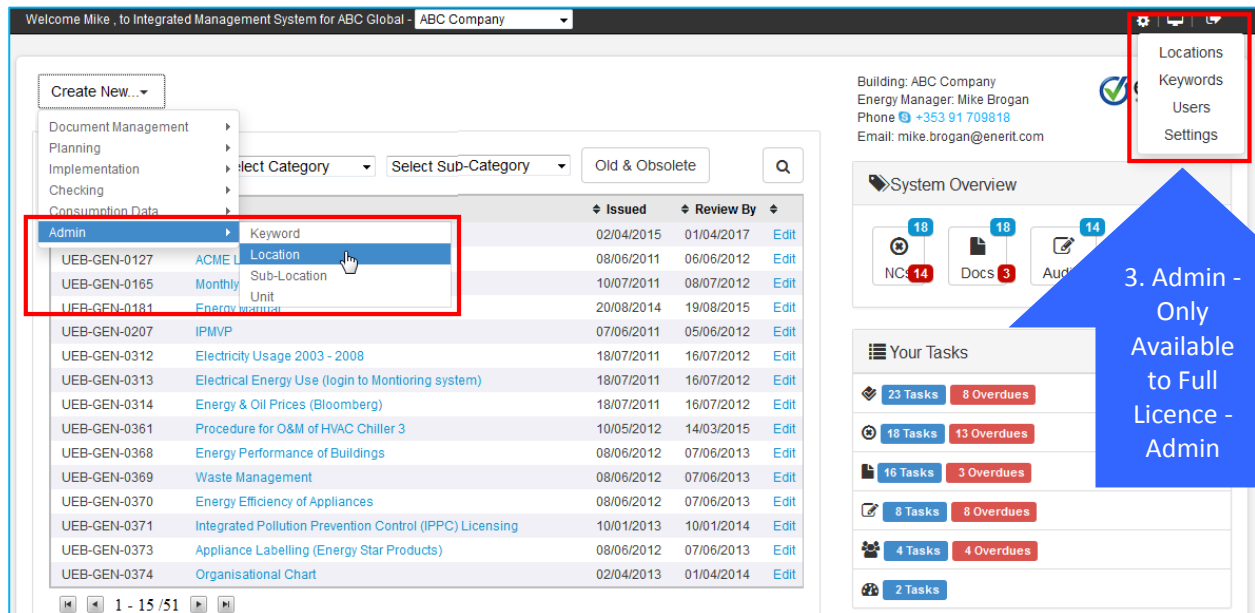 Welcome Mike , to Integrated Management System for ABC Global - ABC Company
Locations
Keywords
Users
Settings
Create New...
Document Management
Planning
Implementation
Checking
Consumption Data
Admin
Keyword
Location
Sub-Location
Unit
Select Sub-Category
Old & Obsolete
Building: ABC Company
Energy Manager: Mike Brogan
Phone +353 91 709818
Email: mike.brogan@enerit.com
Issued Review By
02/04/2015 01/04/2017 Edit
UEB-GEN-0127 ACME 08/06/2011 06/06/2012 Edit
UEB-GEN-0165 Monthly 10/07/2011 08/07/2012 Edit
UEB-GEN-0181 Energy Manual 20/08/2014 19/08/2015 Edit
UEB-GEN-0207 IPMVP 07/06/2011 05/06/2012 Edit
UEB-GEN-0312 Electricity Usage 2003 - 2008 18/07/2011 16/07/2012 Edit
UEB-GEN-0313 Electrical Energy Use (login to Montioring system) 18/07/2011 16/07/2012 Edit
UEB-GEN-0314 Energy & Oil Prices (Bloomberg) 18/07/2011 16/07/2012 Edit
UEB-GEN-0361 Procedure for O&M of HVAC Chiller 3 10/05/2012 14/03/2015 Edit
UEB-GEN-0368 Energy Performance of Buildings 08/06/2012 07/06/2013 Edit
UEB-GEN-0369 Waste Management 08/06/2012 07/06/2013 Edit
UEB-GEN-0370 Energy Efficiency of Appliances 08/06/2012 07/06/2013 Edit
UEB-GEN-0371 Integrated Pollution Prevention Control (IPPC) Licensing 10/01/2013 10/01/2014 Edit
UEB-GEN-0373 Appliance Labelling (Energy Star Products) 08/06/2012 07/06/2013 Edit
UEB-GEN-0374 Organisational Chart 02/04/2013 01/04/2014 Edit
1 - 15 /51
System Overview
18 18 14
NCs 14 Docs 3
Your Tasks
23 Tasks 8 Overdues
18 Tasks 13 Overdues
16 Tasks 3 Overdues
8 Tasks 8 Overdues
4 Tasks 4 Overdues
2 Tasks
3. Admin -
Only
Available
to Full
Licence -
Admin